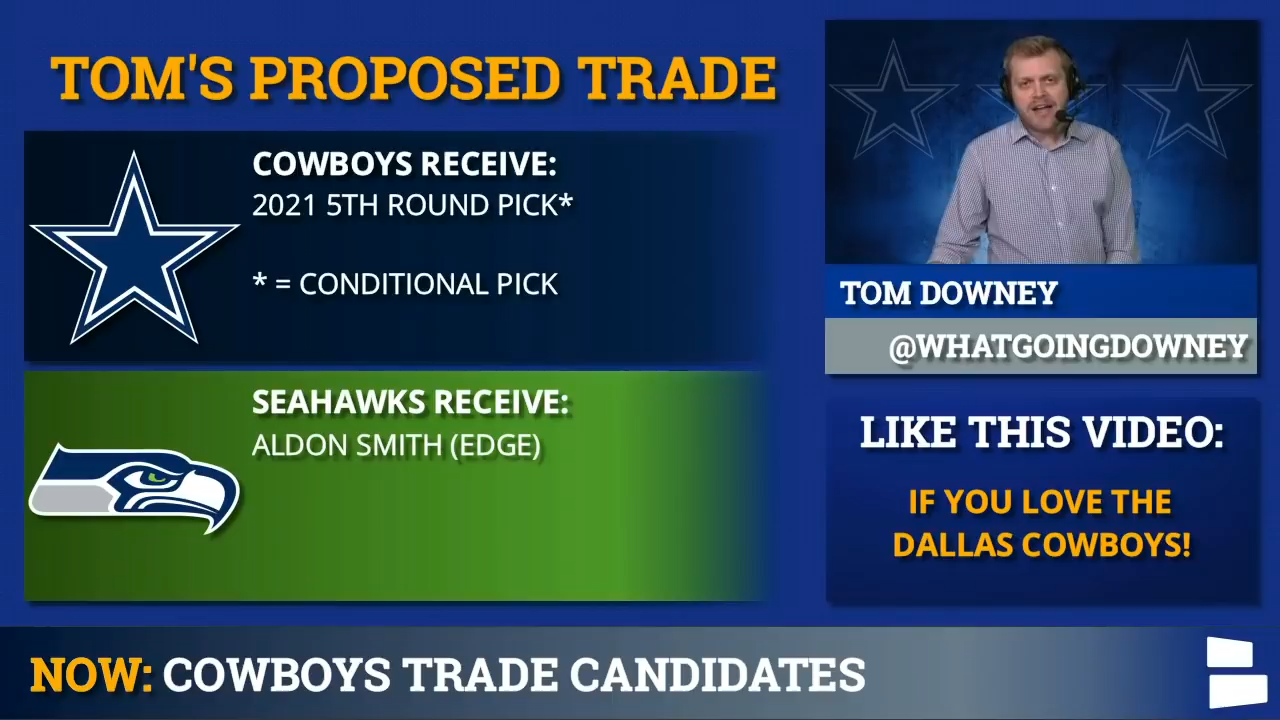 TOM'S PROPOSED TRADE
COWBOYS RECEIVE:
2021 5TH ROUND PICK*
* = CONDITIONAL PICK
SEAHAWKS RECEIVE:
ALDON SMITH (EDGE)
TOM DOWNEY
@WHATGOINGDOWNEY
LIKE THIS VIDEO:
IF YOU LOVE THE
DALLAS COWBOYS!
NOW: COWBOYS TRADE CANDIDATES